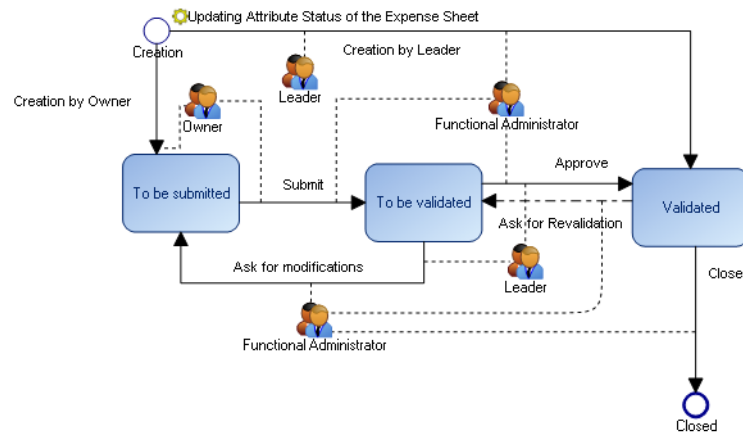 Updating Attribute Status of the Expense Sheet
Creation
Creation by Leader
Leader
Creation by Owner
Owner
Functional Administrator
Approve
To be submitted
Submit
To be validated
Validated
Ask for Revalidation
Ask for modifications
Leader
Close
Functional Administrator
Closed